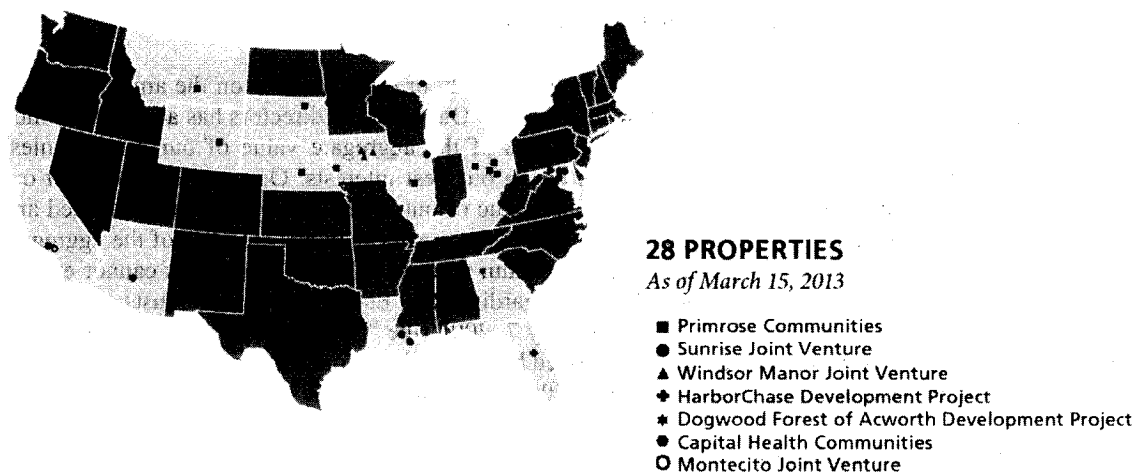 28 PROPERTIES
As of March 15, 2013
Primrose Communities
Sunrise Joint Venture
Windsor Manor Joint Venture
HarborChase Development Project
Dogwood Forest of Acworth Development Project
Capital Health Communities
Montecito Joint Venture